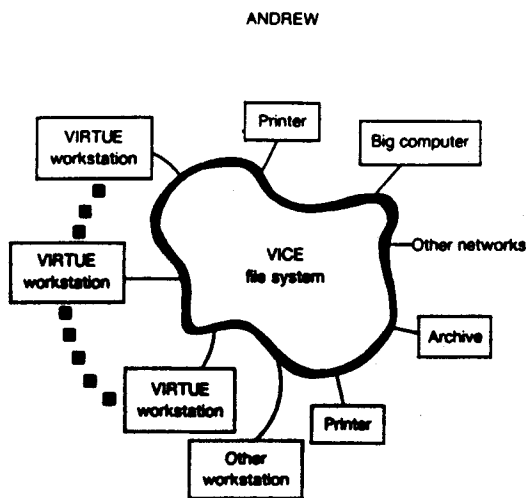 ANDREW
Printer
VIRTUE
workstation
Big computer
VICE
file system
Other networks
VIRTUE
workstation
Archive
VIRTUE
workstation
Printer
Other
workstation